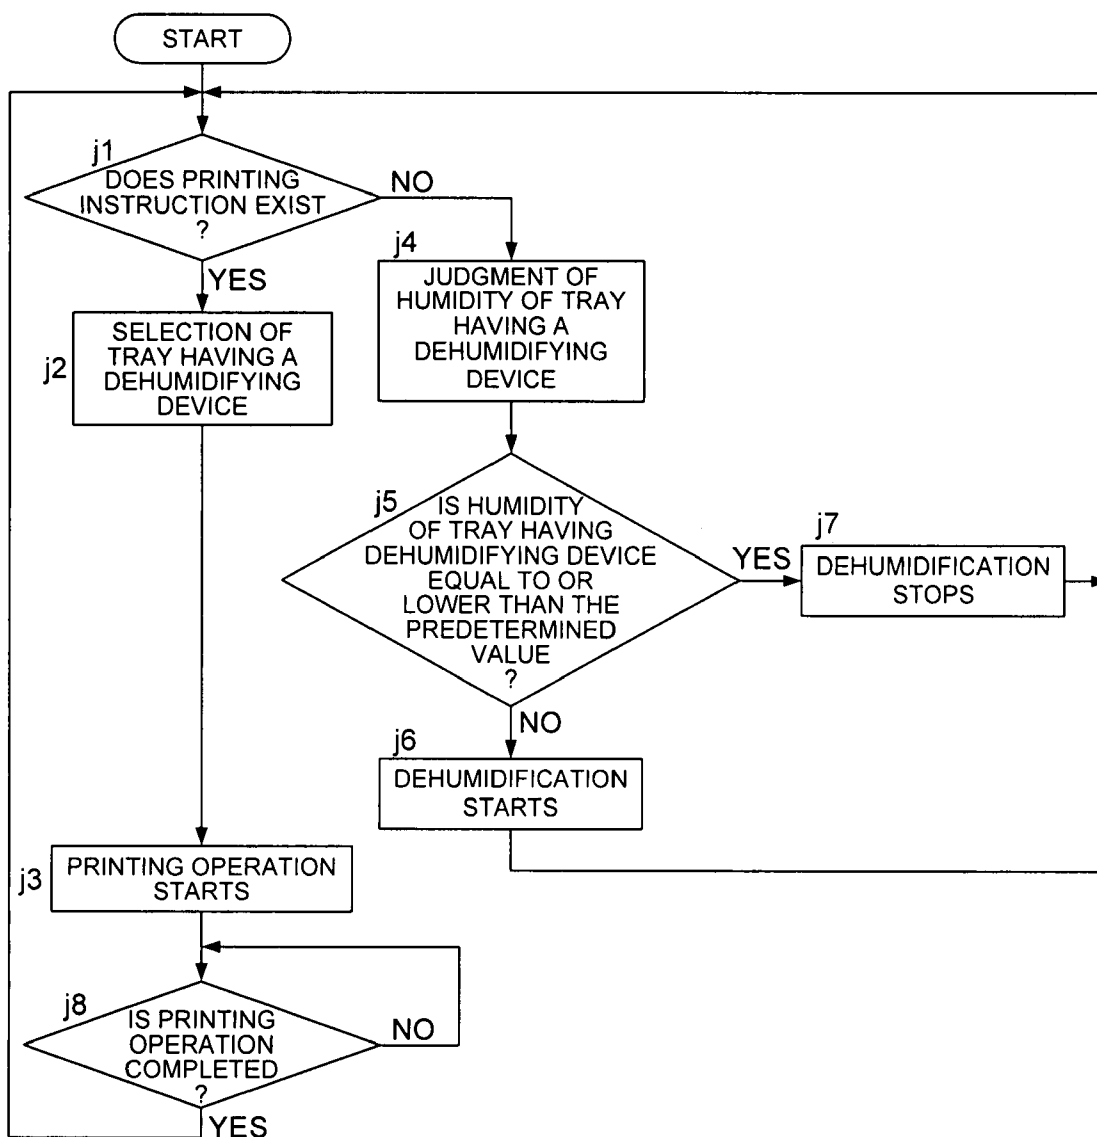 START
j1
DOES PRINTING
INSTRUCTION EXIST
?
NO
YES
j2
SELECTION OF
TRAY HAVING A
DEHUMIDIFYING
DEVICE
j4
JUDGMENT OF
HUMIDITY OF TRAY
HAVING A
DEHUMIDIFYING
DEVICE
j5
IS HUMIDITY
OF TRAY HAVING
DEHUMIDIFYING DEVICE
EQUAL TO OR
LOWER THAN THE
PREDETERMINED
VALUE
?
YES
j7
DEHUMIDIFICATION
STOPS
NO
j6
DEHUMIDIFICATION
STARTS
j3
PRINTING OPERATION
STARTS
j8
IS PRINTING
OPERATION
COMPLETED
?
NO
YES